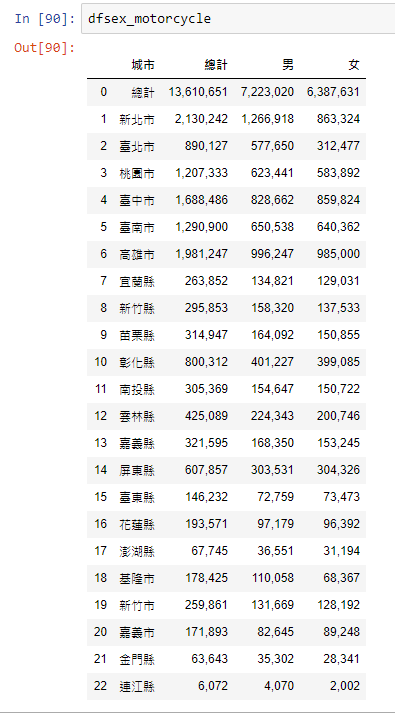 In [90]: dfsex_motorcycle
Out[90]:
城市 總計 男 女
0 總計 13,610,651 7,223,020 6,387,631
1 新北市 2,130,242 1,266,918 863,324
2 臺北市 890,127 577,650 312,477
3 桃園市 1,207,333 623,441 583,892
4 臺中市 1,688,486 828,662 859,824
5 臺南市 1,290,900 650,538 640,362
6 高雄市 1,981,247 996,247 985,000
7 宜蘭縣 263,852 134,821 129,031
8 新竹縣 295,853 158,320 137,533
9 苗栗縣 314,947 164,092 150,855
10 彰化縣 800,312 401,227 399,085
11 南投縣 305,369 154,647 150,722
12 雲林縣 425,089 224,343 200,746
13 嘉義縣 321,595 168,350 153,245
14 屏東縣 607,857 303,531 304,326
15 臺東縣 146,232 72,759 73,473
16 花蓮縣 193,571 97,179 96,392
17 澎湖縣 67,745 36,551 31,194
18 基隆市 178,425 110,058 68,367
19 新竹市 259,861 131,669 128,192
20 嘉義市 171,893 82,645 89,248
21 金門縣 63,643 35,302 28,341
22 連江縣 6,072 4,070 2,002